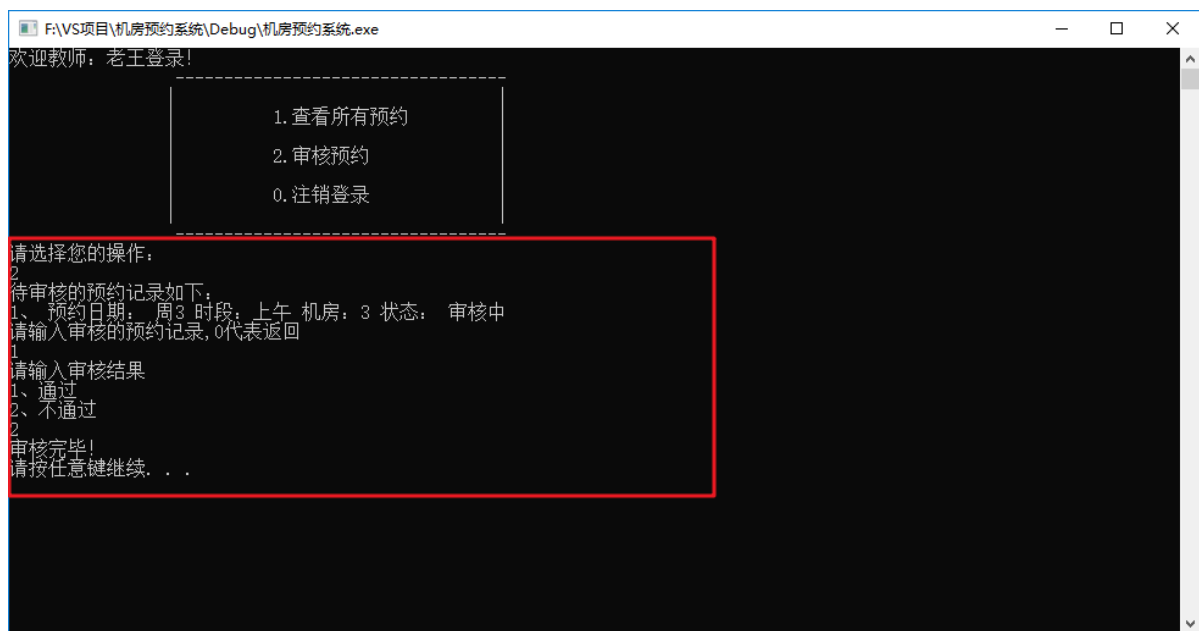 F:\VS项目\机房预约系统\Debug\机房预约系统.exe
欢迎教师：老王登录!
----------------------------------
1.查看所有预约
2.审核预约
0.注销登录
----------------------------------
请选择您的操作：
2
待审核的预约记录如下：
1、 预约日期： 周3 时段：上午 机房：3 状态： 审核中
请输入审核的预约记录,0代表返回
1
请输入审核结果
1、通过
2、不通过
2
审核完毕!
请按任意键继续. . .